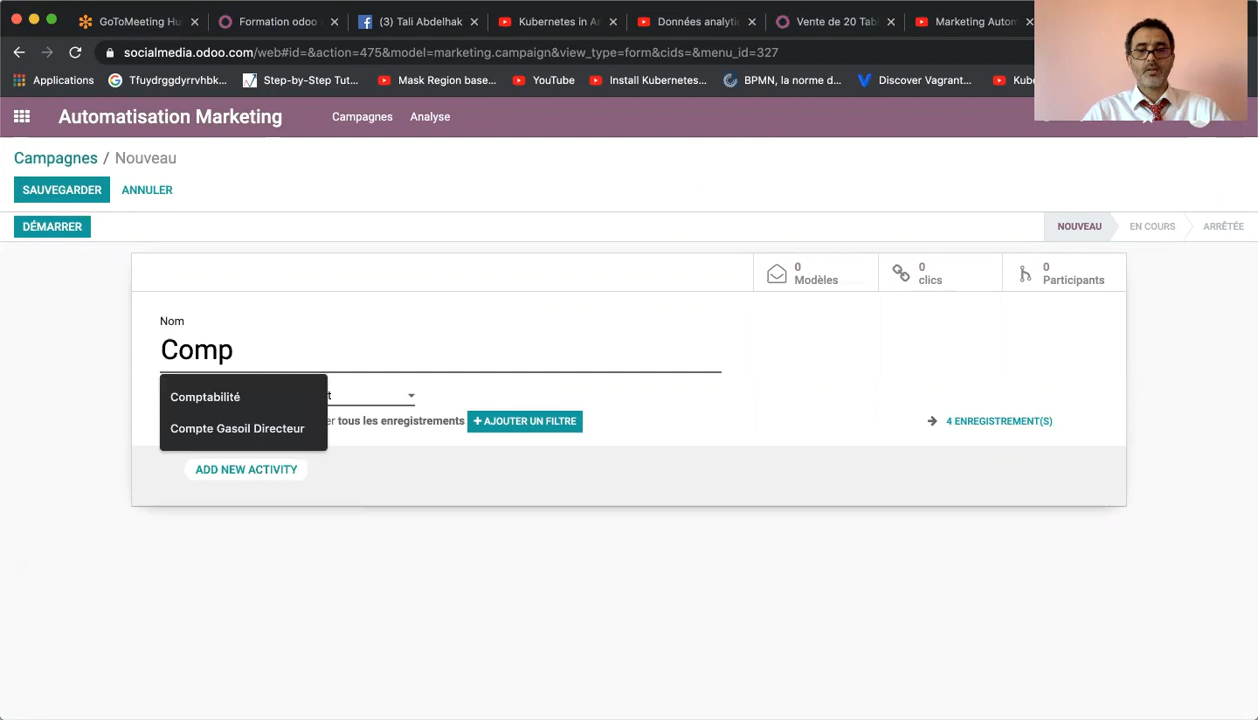 GoToMeeting Hu
Formation odoo
(3) Tali Abdelhak
Kubernetes in A
Données analytic
Vente de 20 Tab
Marketing Autom
socialmedia.odoo.com/web#id=&action=475&model=marketing.campaign&view_type=form&cids=&menu_id=327
Applications
Tfuydrggdyrrvhbk...
Step-by-Step Tut...
Mask Region base...
YouTube
Install Kubernetes...
BPMN, la norme d...
Discover Vagrant...
Kube
Automatisation Marketing
Campagnes
Analyse
Campagnes / Nouveau
SAUVEGARDER
ANNULER
DÉMARRER
NOUVEAU
EN COURS
ARRÊTÉE
0
Modèles
0
clics
0
Participants
Nom
Comp
Comptabilité
Compte Gasoil Directeur
t
er tous les enregistrements
+ AJOUTER UN FILTRE
4 ENREGISTREMENT(S)
ADD NEW ACTIVITY